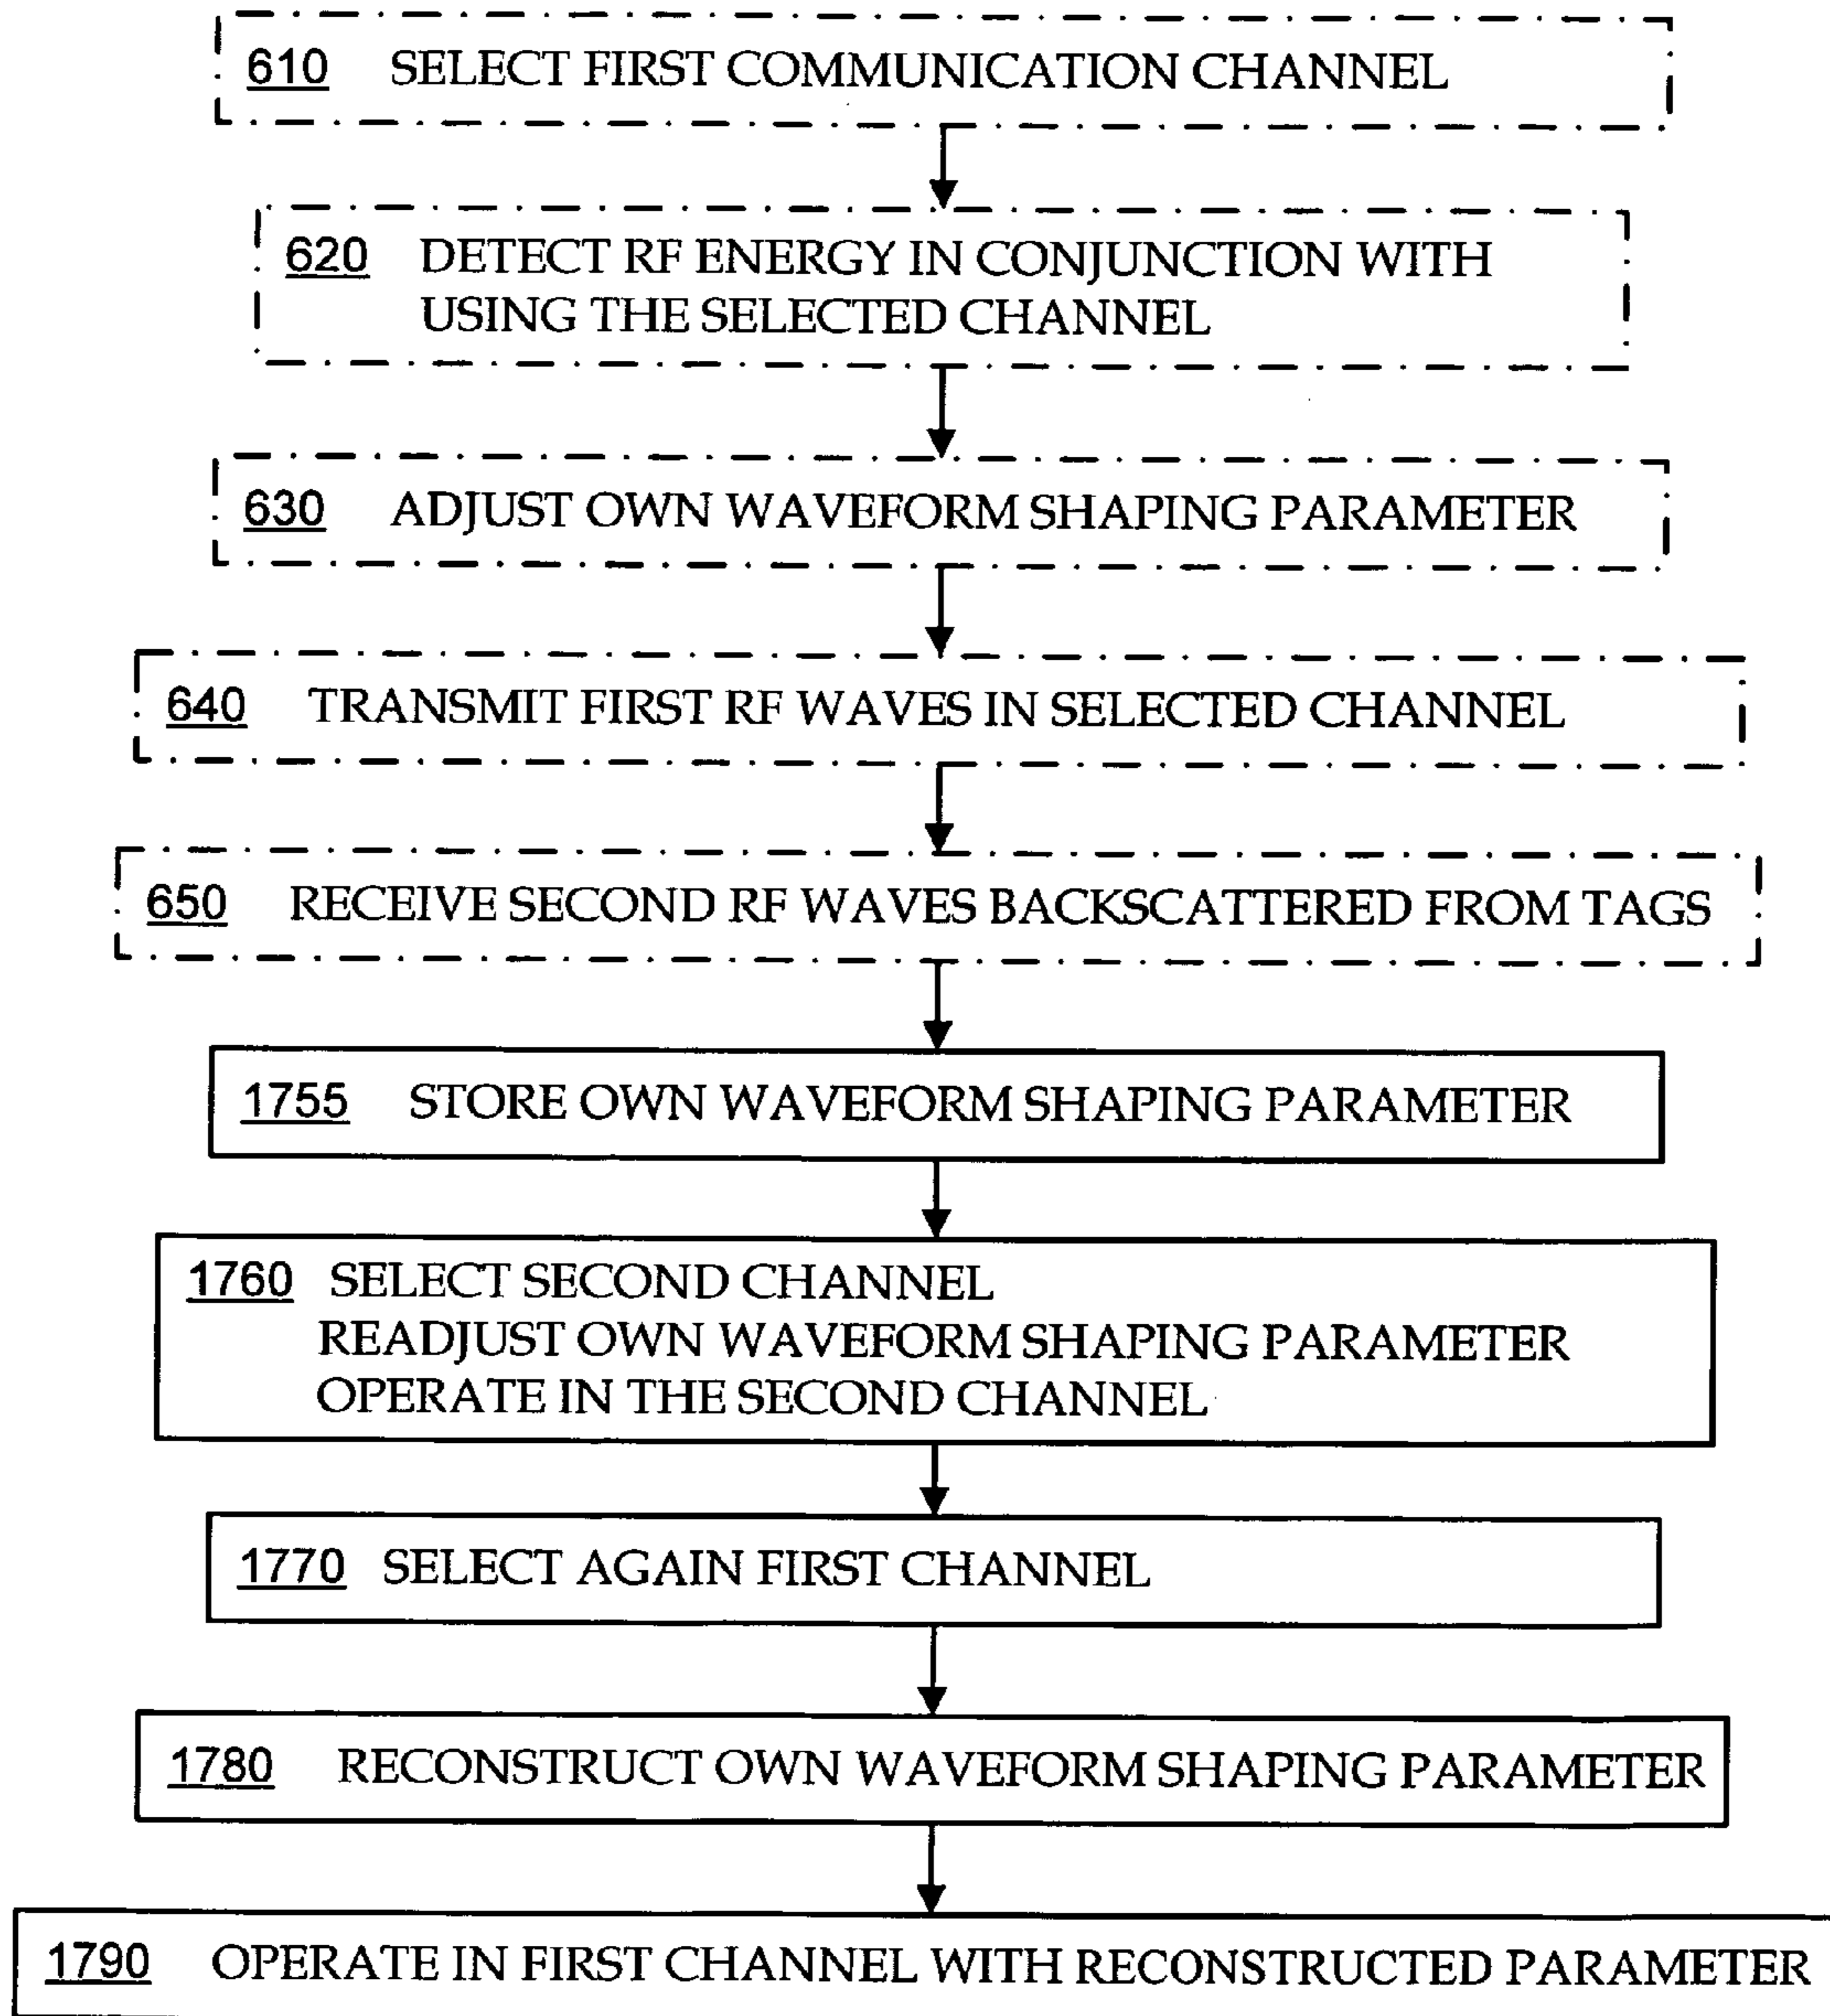 610 SELECT FIRST COMMUNICATION CHANNEL
620 DETECT RF ENERGY IN CONJUNCTION WITH
USING THE SELECTED CHANNEL
630 ADJUST OWN WAVEFORM SHAPING PARAMETER
640 TRANSMIT FIRST RF WAVES IN SELECTED CHANNEL
650 RECEIVE SECOND RF WAVES BACKSCATTERED FROM TAGS
1755 STORE OWN WAVEFORM SHAPING PARAMETER
1760 SELECT SECOND CHANNEL
READJUST OWN WAVEFORM SHAPING PARAMETER
OPERATE IN THE SECOND CHANNEL
1770 SELECT AGAIN FIRST CHANNEL
1780 RECONSTRUCT OWN WAVEFORM SHAPING PARAMETER
1790 OPERATE IN FIRST CHANNEL WITH RECONSTRUCTED PARAMETER